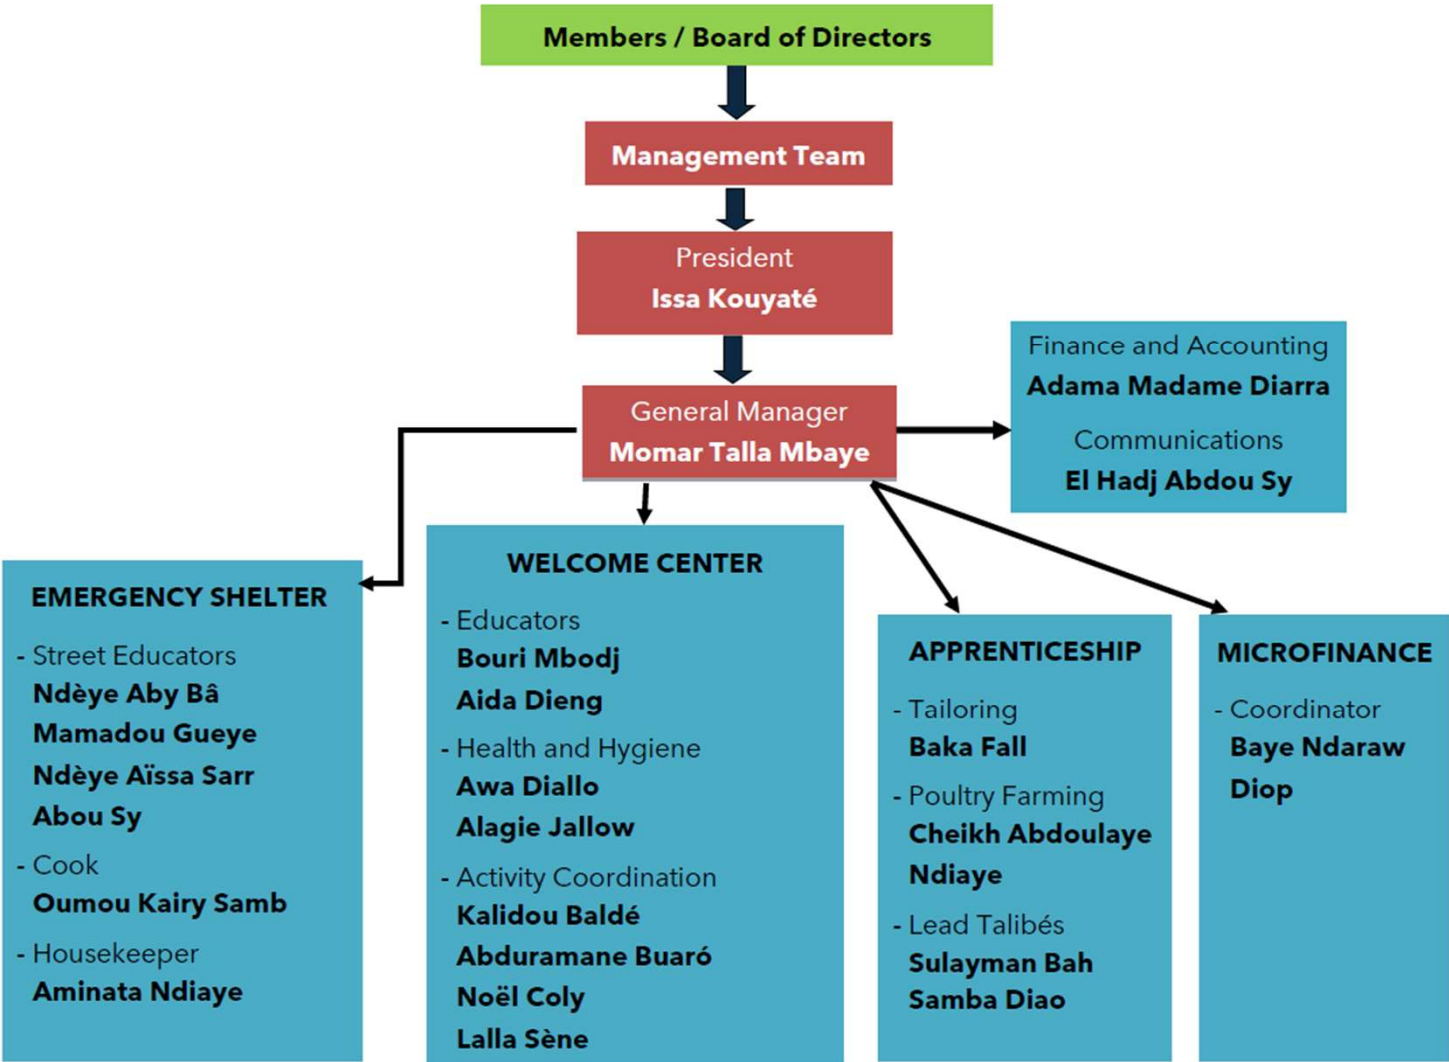 Members / Board of Directors
Management Team
President
Issa Kouyaté
General Manager
Momar Talla Mbaye
Finance and Accounting
Adama Madame Diarra
Communications
El Hadj Abdou Sy
EMERGENCY SHELTER
- Street Educators
Ndèye Aby Bâ
Mamadou Gueye
Ndèye Aïssa Sarr
Abou Sy
- Cook
Oumou Kairy Samb
- Housekeeper
Aminata Ndiaye
WELCOME CENTER
- Educators
Bouri Mbodj
Aida Dieng
- Health and Hygiene
Awa Diallo
Alagie Jallow
- Activity Coordination
Kalidou Baldé
Abduramane Buaró
Noël Coly
Lalla Sène
APPRENTICESHIP
- Tailoring
Baka Fall
- Poultry Farming
Cheikh Abdoulaye
Ndiaye
- Lead Talibés
Sulayman Bah
Samba Diao
MICROFINANCE
- Coordinator
Baye Ndaraw
Diop